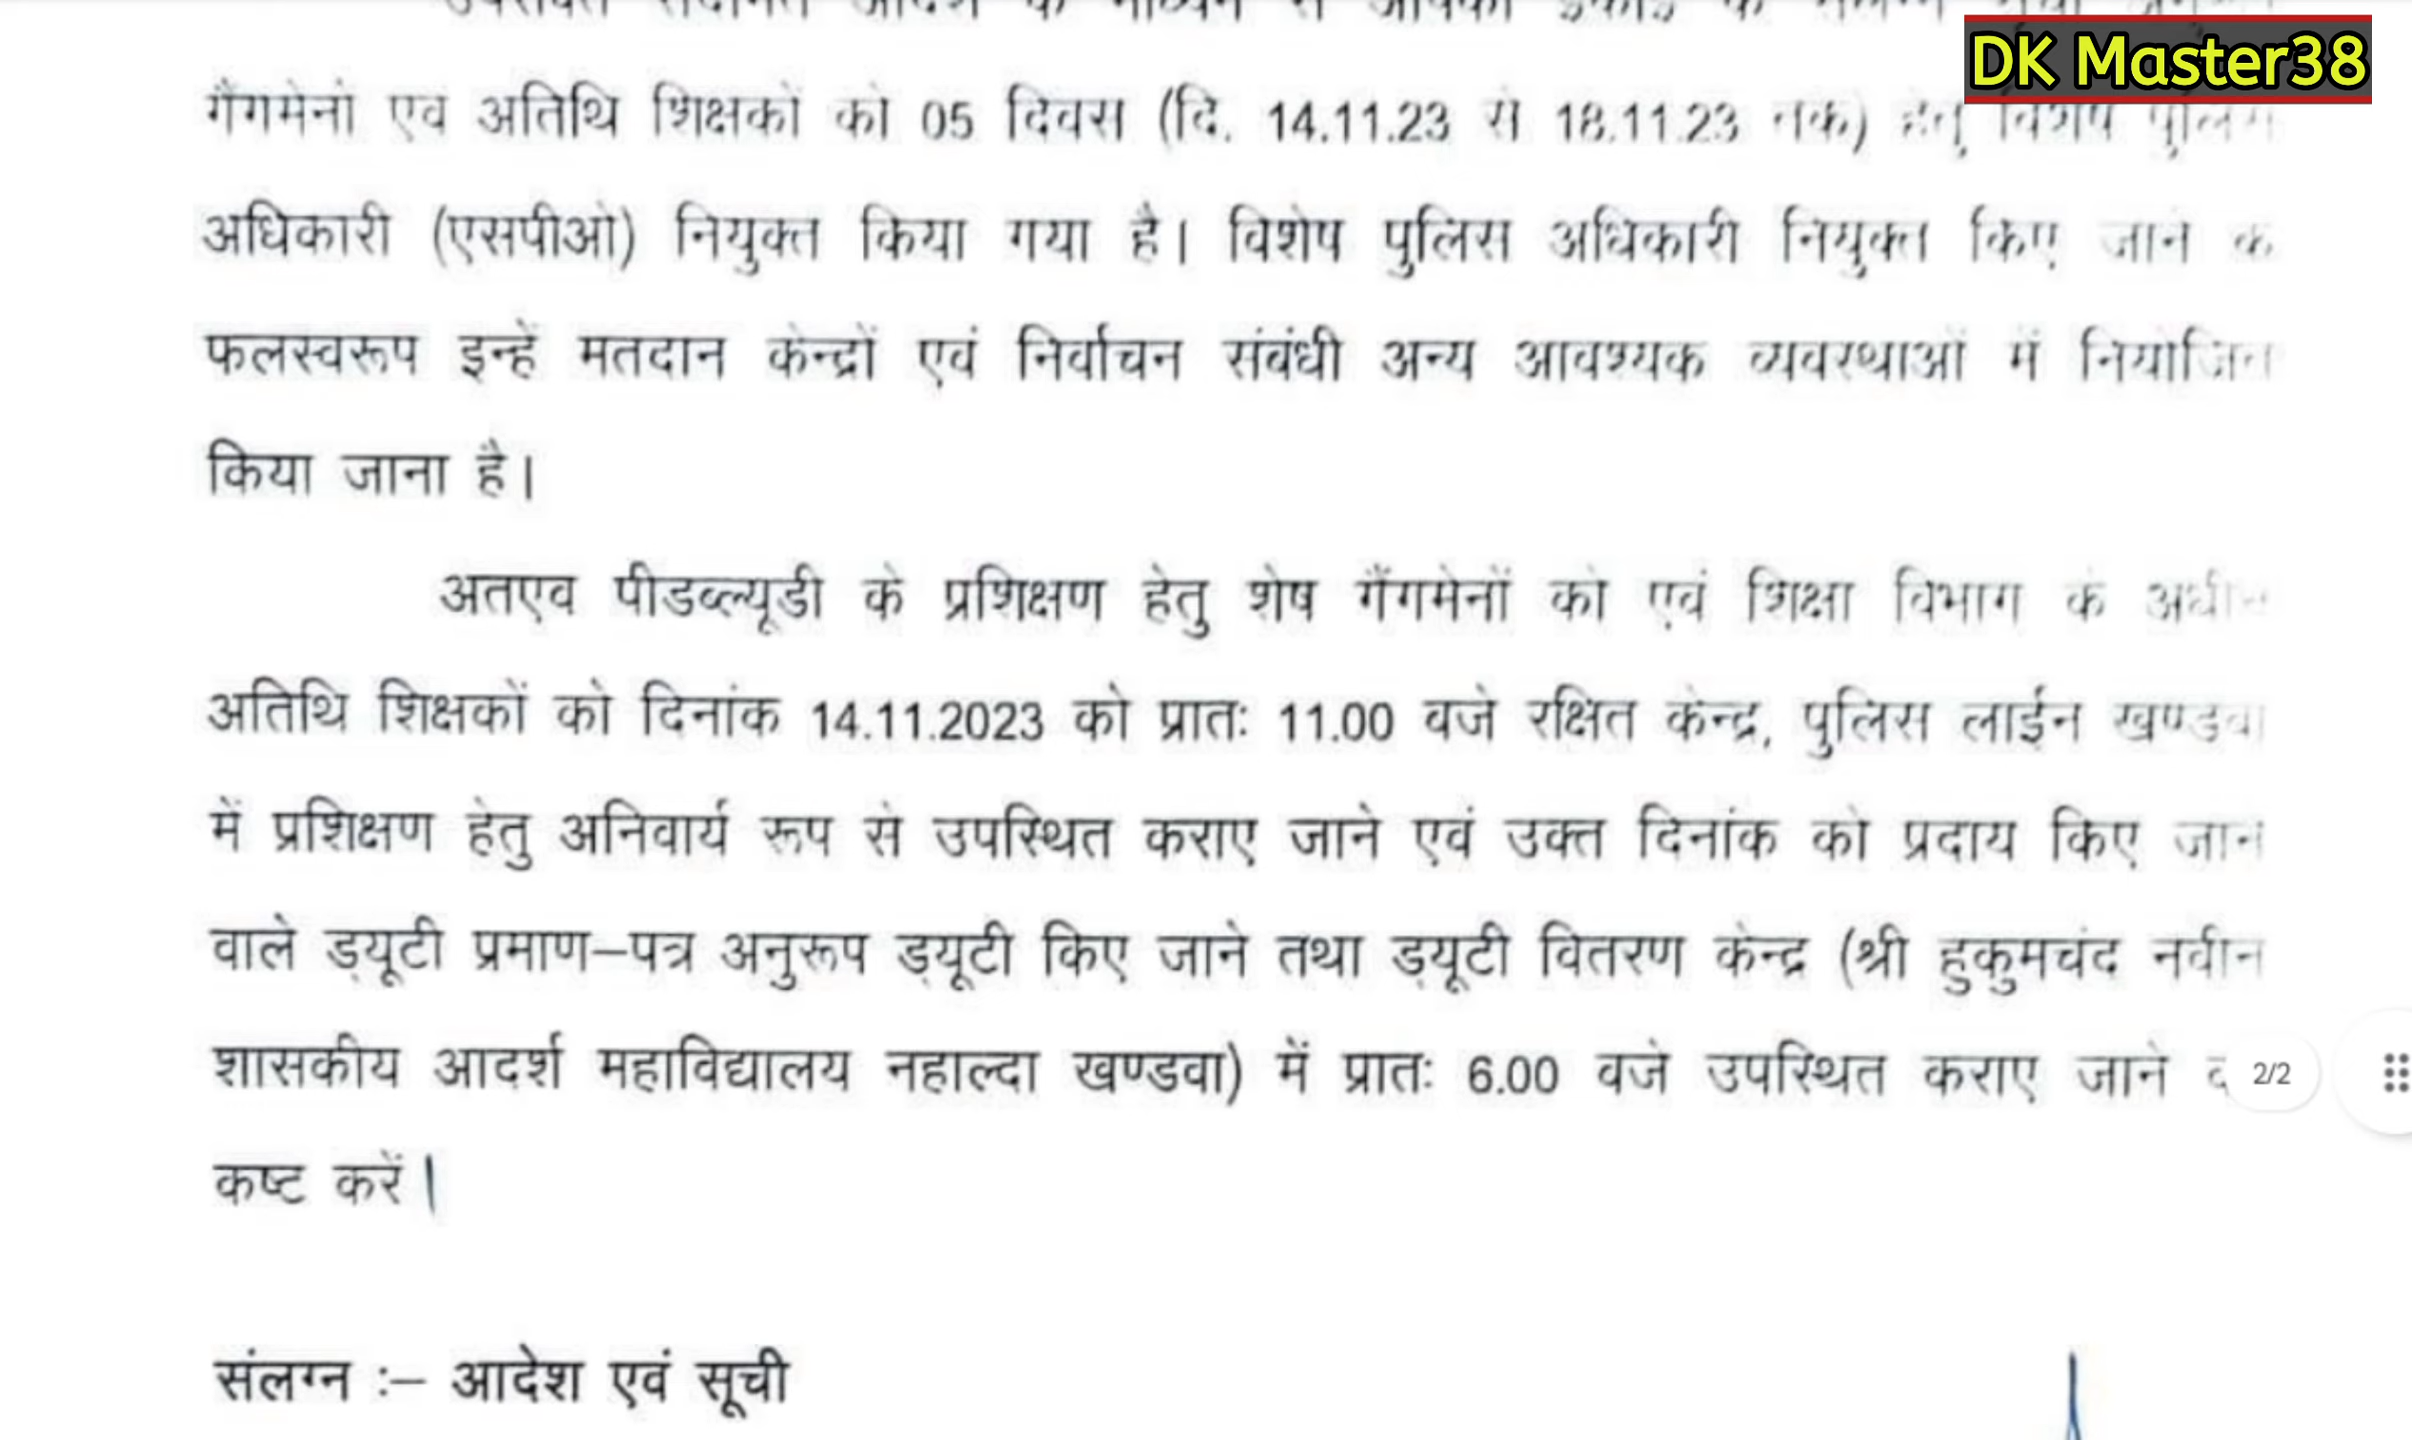 DK Master38
गैंगमेनों एवं अतिथि शिक्षकों को 05 दिवस (दि. 14.11.23 से 18.11.23 तक) हेतु विशेष पुलिस
अधिकारी (एसपीओ) नियुक्त किया गया है। विशेष पुलिस अधिकारी नियुक्त किए जाने के
फलस्वरूप इन्हें मतदान केन्द्रों एवं निर्वाचन संबंधी अन्य आवश्यक व्यवस्थाओं में नियोजित
किया जाना है।
अतएव पीडब्ल्यूडी के प्रशिक्षण हेतु शेष गैंगमेनों को एवं शिक्षा विभाग के अधीन
अतिथि शिक्षकों को दिनांक 14.11.2023 को प्रातः 11.00 बजे रक्षित केन्द्र, पुलिस लाईन खण्डवा
में प्रशिक्षण हेतु अनिवार्य रूप से उपस्थित कराए जाने एवं उक्त दिनांक को प्रदाय किए जाने
वाले ड्यूटी प्रमाण–पत्र अनुरूप ड्यूटी किए जाने तथा ड्यूटी वितरण केन्द्र (श्री हुकुमचंद नवीन
शासकीय आदर्श महाविद्यालय नहाल्दा खण्डवा) में प्रातः 6.00 बजे उपस्थित कराए जाने
2/2
कष्ट करें।
संलग्न :– आदेश एवं सूची